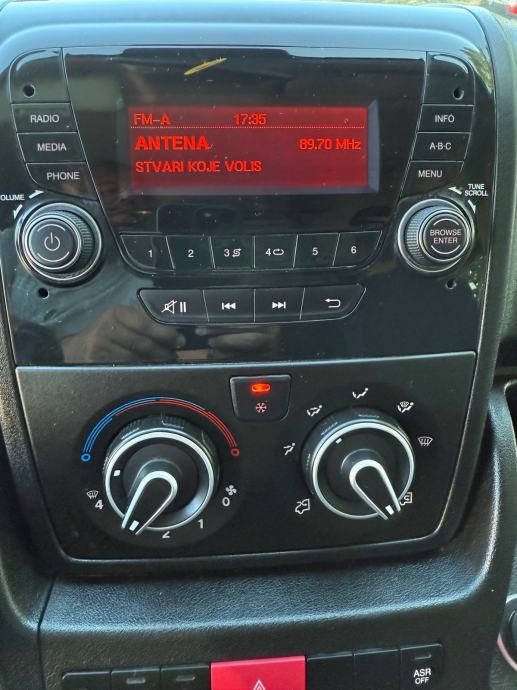 FM-A 17:35
ANTENA 89.70 MHz
STVARI KOJE VOLIS
RADIO
MEDIA
PHONE
INFO
A·B·C
MENU
VOLUME
TUNE
SCROLL
BROWSE
ENTER
1 2 3 4 5 6
4 2 1 0
ASR
OFF